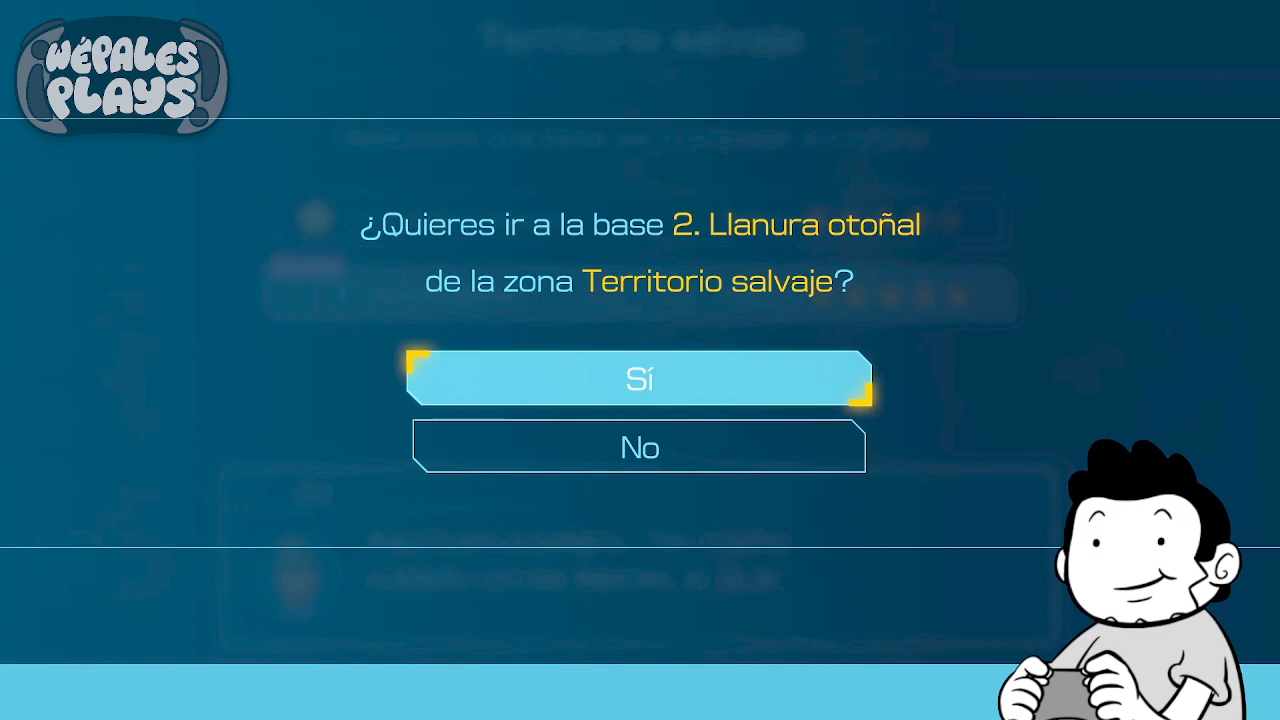 WÉPALES
PLAYS
¿Quieres ir a la base 2. Llanura otoñal
de la zona Territorio salvaje?
Sí
No